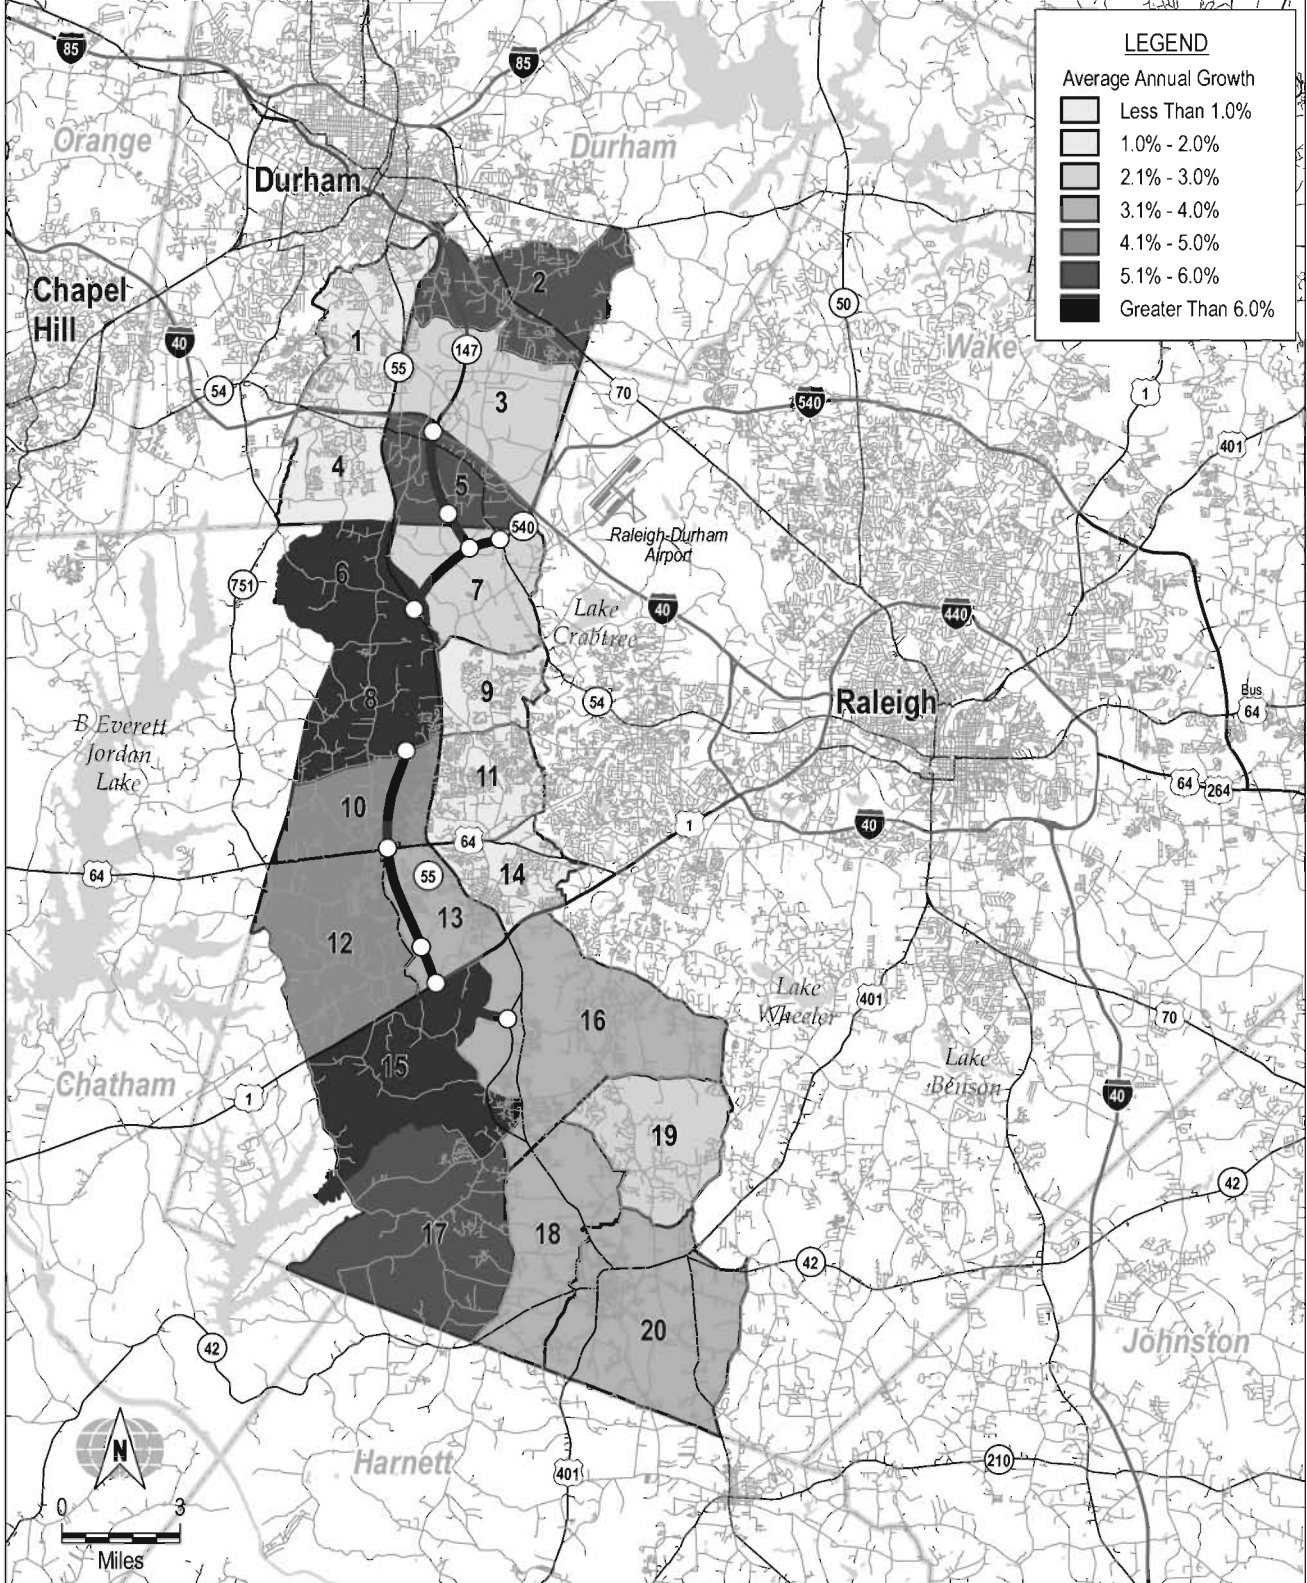 LEGEND
Average Annual Growth
Less Than 1.0%
1.0% - 2.0%
2.1% - 3.0%
3.1% - 4.0%
4.1% - 5.0%
5.1% - 6.0%
Greater Than 6.0%
85
85
Orange
Durham
Durham
2
Chapel
Hill
50
40
1
147
Wake
55
54
70
1
3
540
401
4
5
540
Raleigh-Durham
Airport
6
751
7
Lake
Crabtree
40
440
8
9
54
Raleigh
Bus
64
B Everett
Jordan
Lake
11
64
264
10
1
40
64
64
14
55
13
12
Lake
Wheeler
401
16
70
15
Lake
Benson
Chatham
1
40
19
42
17
18
42
20
42
Johnston
N
Harnett
401
210
0
3
Miles